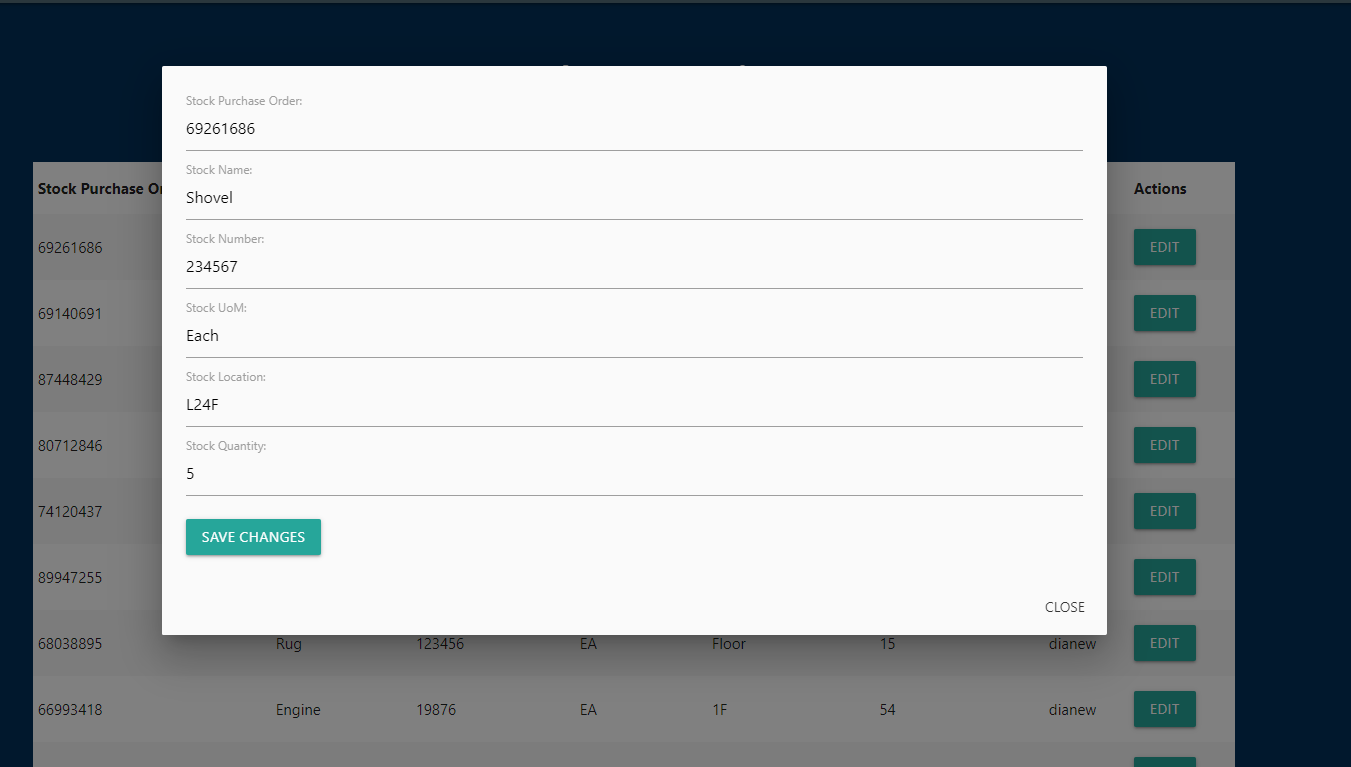 Stock Purchase Order:
69261686
Stock Name:
Shovel
Stock Number:
234567
Stock UoM:
Each
Stock Location:
L24F
Stock Quantity:
5
SAVE CHANGES
CLOSE
Stock Purchase Actions
69261686 EDIT
69140691 EDIT
87448429 EDIT
80712846 EDIT
74120437 EDIT
89947255 EDIT
68038895 Rug 123456 EA Floor 15 dianew EDIT
66993418 Engine 19876 EA 1F 54 dianew EDIT